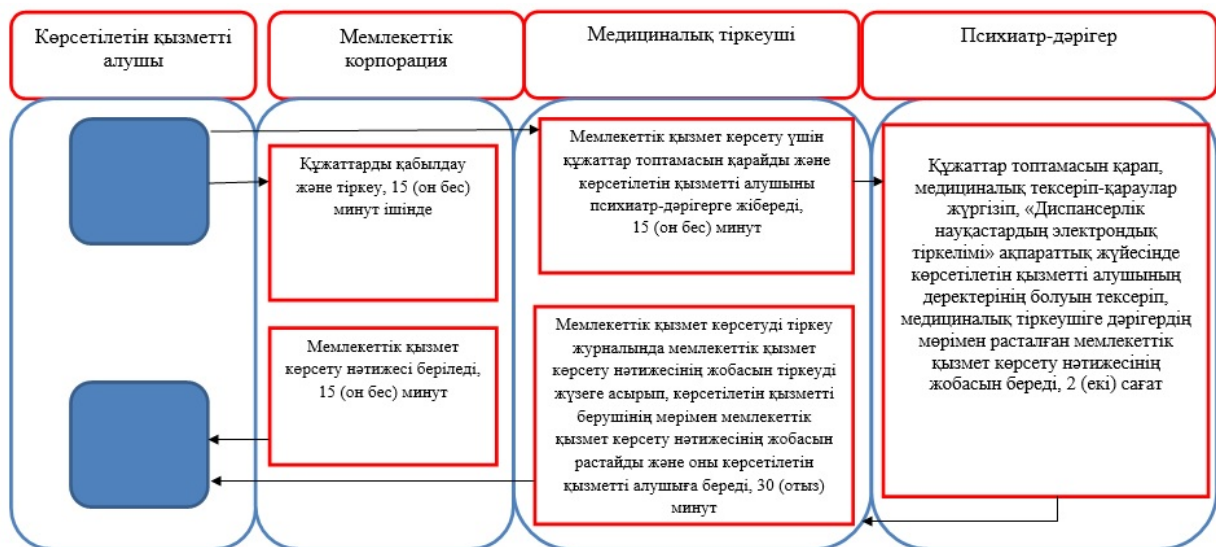 Көрсетілетін қызметті
алушы
Мемлекеттік
корпорация
Медициналық тіркеуші
Психиатр-дәрігер
Құжаттарды қабылдау
және тіркеу, 15 (он бес)
минут ішінде
Мемлекеттік қызмет көрсету үшін
құжаттар топтамасын қарайды және
көрсетілетін қызметті алушыны
психиатр-дәрігерге жібереді,
15 (он бес) минут
Құжаттар топтамасын қарап,
медициналық тексеріп-қараулар
жүргізіп, «Диспансерлік
науқастардың электрондық
тіркелімі» ақпараттық жүйесінде
көрсетілетін қызметті алушының
деректерінің болуын тексеріп,
медициналық тіркеушіге дәрігердің
мөрімен расталған мемлекеттік
қызмет көрсету нәтижесінің
жобасын береді, 2 (екі) сағат
Мемлекеттік қызмет
көрсету нәтижесі беріледі,
15 (он бес) минут
Мемлекеттік қызмет көрсетуді тіркеу
журналында мемлекеттік қызмет
көрсету нәтижесінің жобасын тіркеуді
жүзеге асырып, көрсетілетін қызметті
берушінің мөрімен мемлекеттік
қызмет көрсету нәтижесінің жобасын
растайды және оны көрсетілетін
қызметті алушыға береді, 30 (отыз)
минут